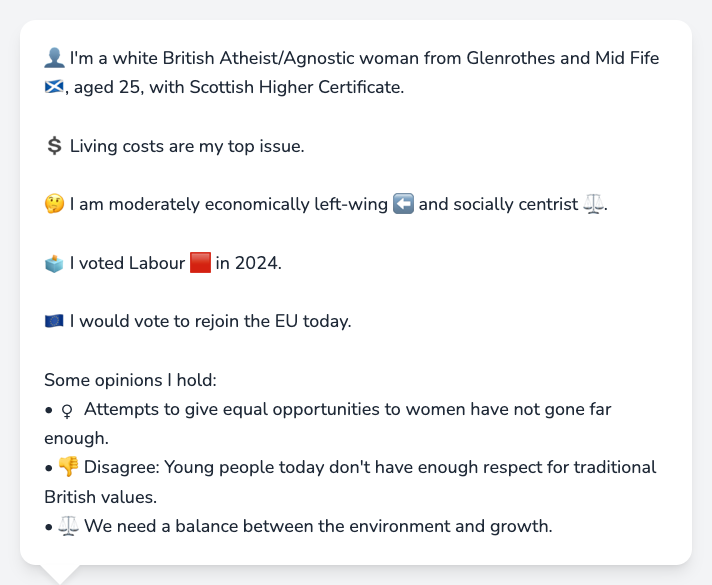 👤 I'm a white British Atheist/Agnostic woman from Glenrothes and Mid Fife
🏴󠁧󠁢󠁳󠁣󠁴󠁿, aged 25, with Scottish Higher Certificate.
💲 Living costs are my top issue.
🤔 I am moderately economically left-wing ⬅️ and socially centrist ⚖️.
🗳️ I voted Labour 🟥 in 2024.
🇪🇺 I would vote to rejoin the EU today.
Some opinions I hold:
• ♀ Attempts to give equal opportunities to women have not gone far
enough.
• 👎 Disagree: Young people today don't have enough respect for traditional
British values.
• ⚖️ We need a balance between the environment and growth.